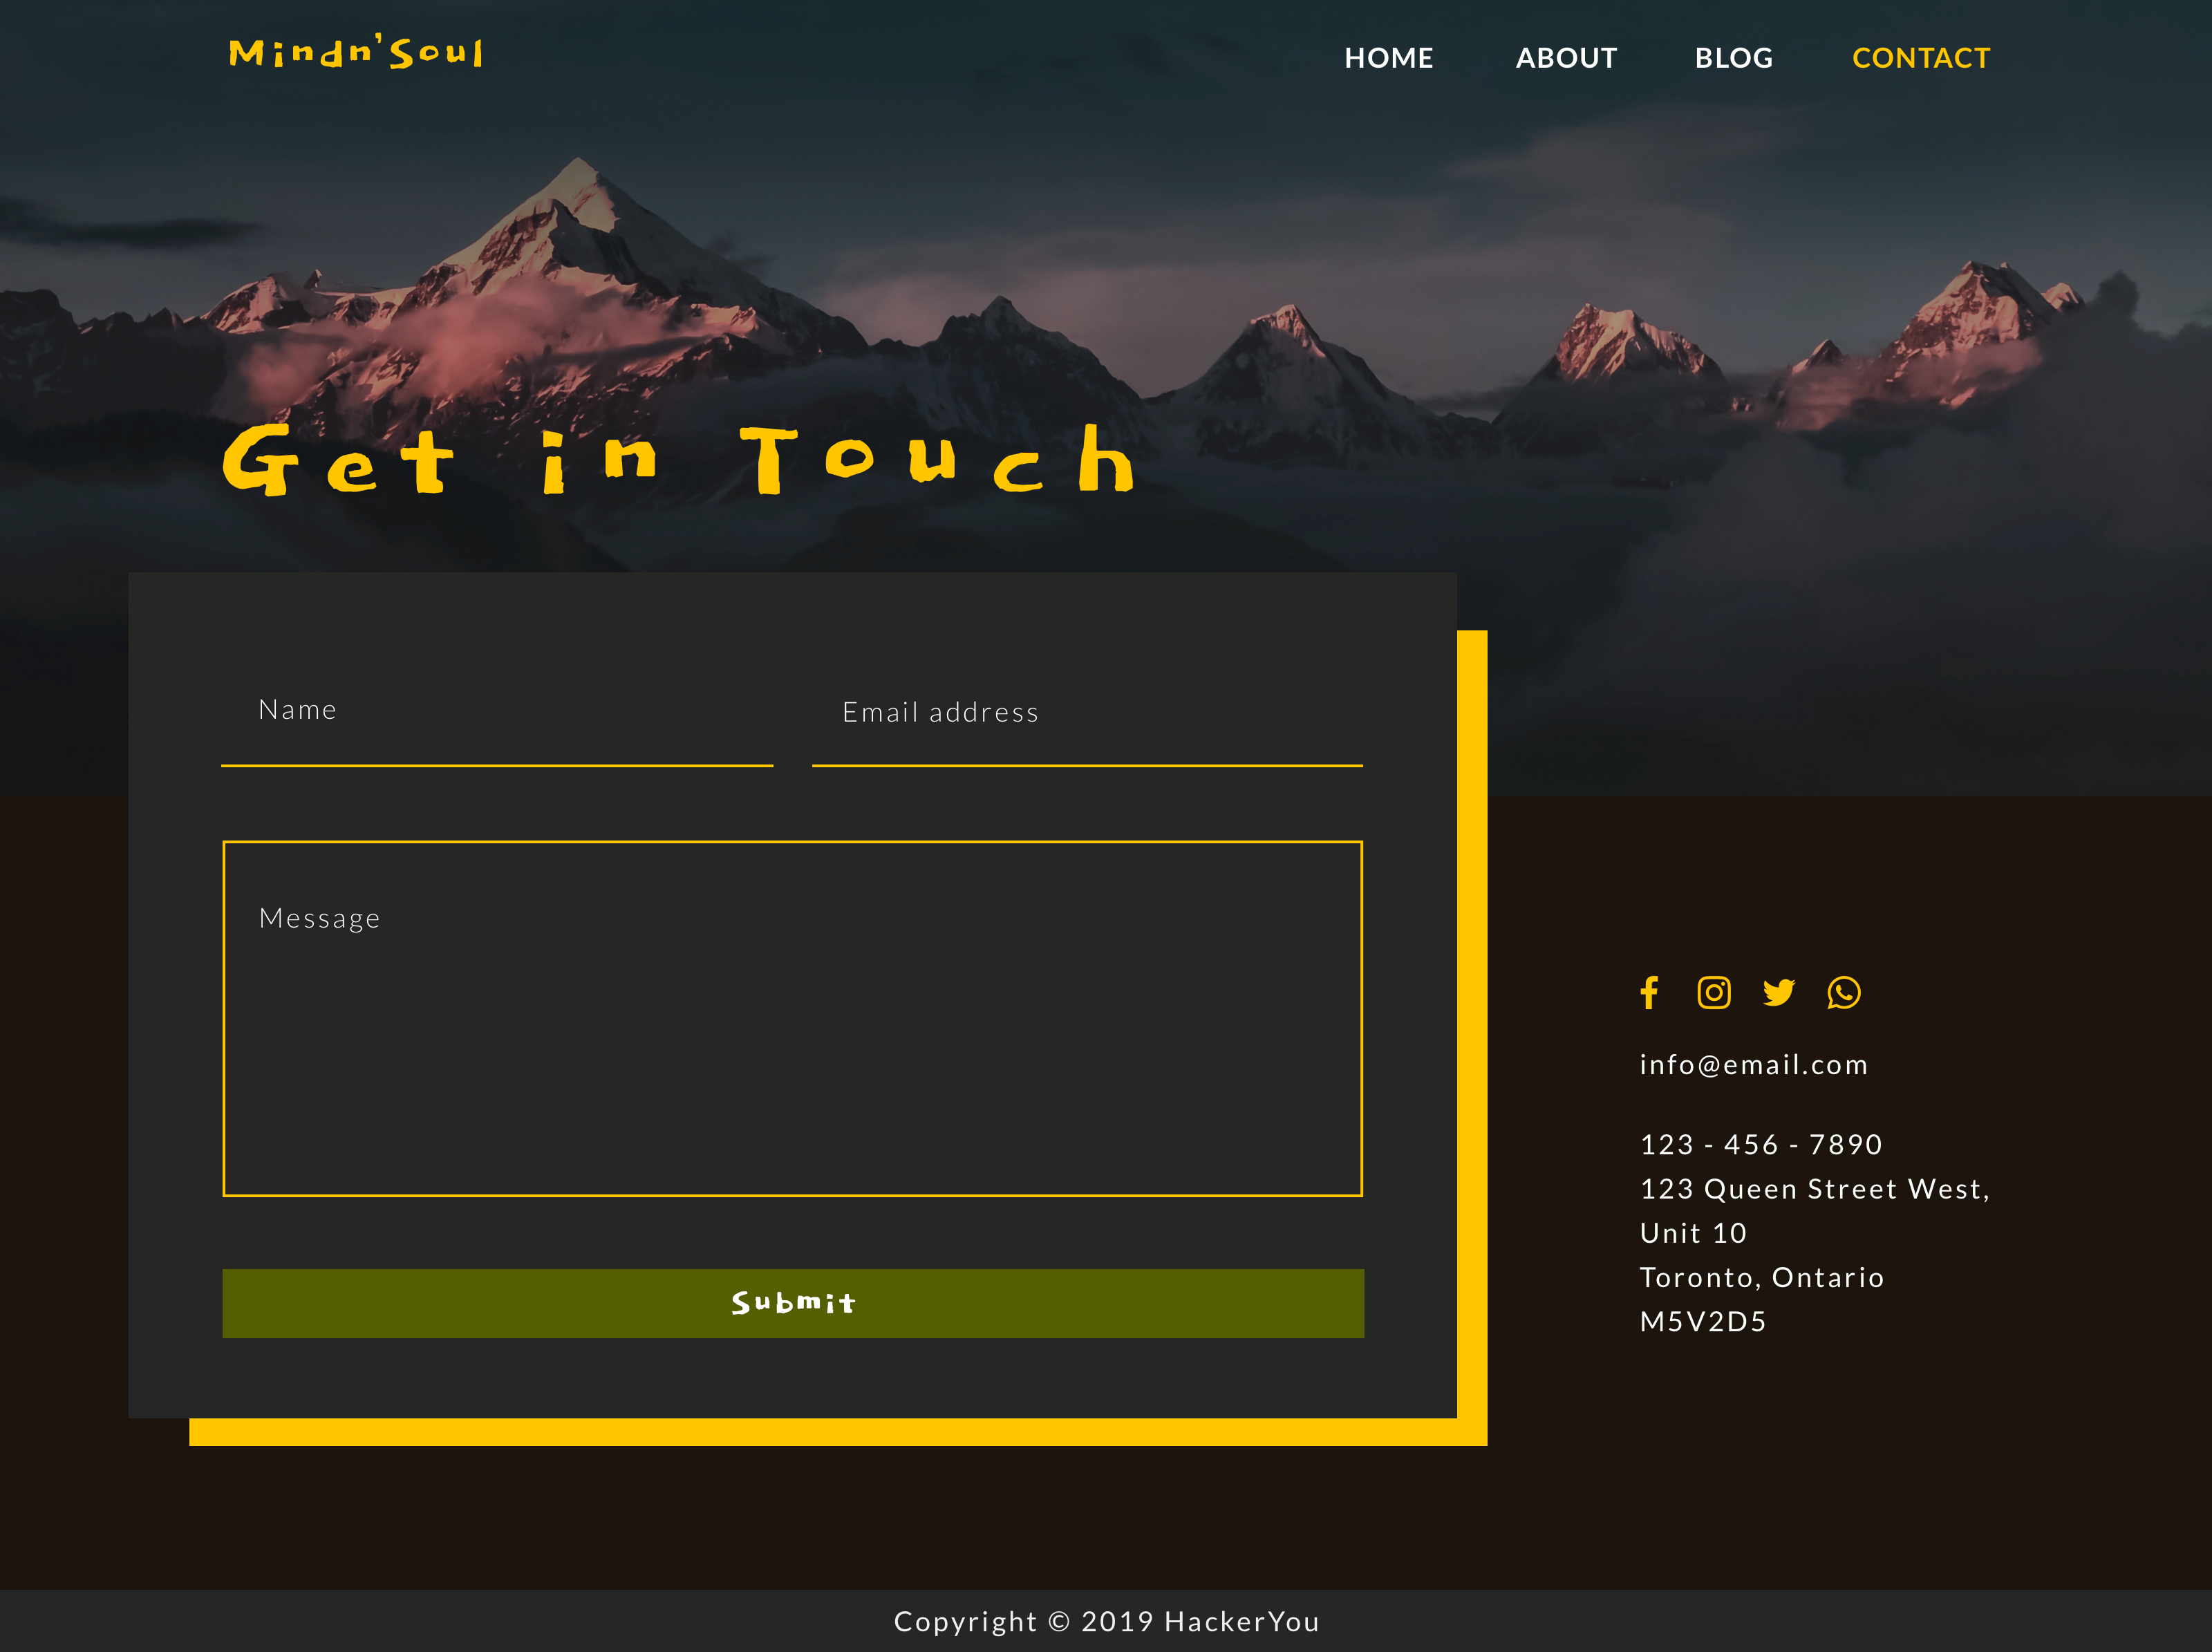 Mindn'Soul
HOME ABOUT BLOG CONTACT
Get in Touch
Name
Email address
Message
Submit
info@email.com
123 - 456 - 7890
123 Queen Street West,
Unit 10
Toronto, Ontario
M5V2D5
Copyright © 2019 HackerYou